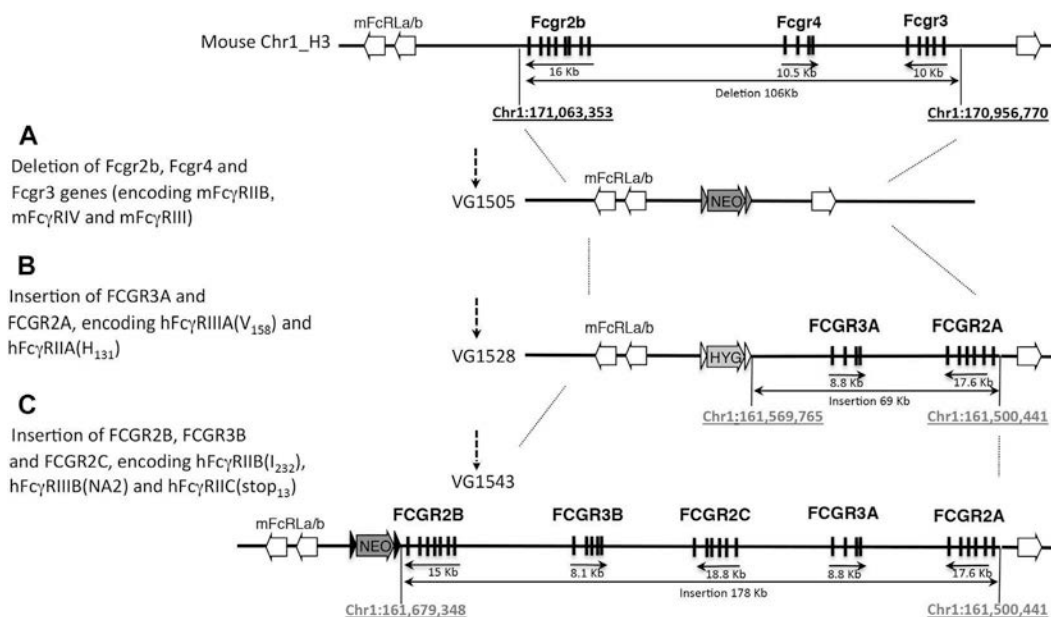 mFcRLa/b
Fcgr2b
Fcgr4
Fcgr3
Mouse Chr1_H3
16 Kb
10.5 Kb
10 Kb
Deletion 106Kb
Chr1:171,063,353
Chr1:170,956,770
A
Deletion of Fcgr2b, Fcgr4 and
Fcgr3 genes (encoding mFcγRIIB,
mFcγRIV and mFcγRIII)
VG1505
mFcRLa/b
NEO
B
Insertion of FCGR3A and
FCGR2A, encoding hFcγRIIIA(V158) and
hFcγRIIA(H131)
VG1528
mFcRLa/b
HYG
FCGR3A
FCGR2A
8.8 Kb
17.6 Kb
Insertion 69 Kb
Chr1:161,569,765
Chr1:161,500,441
C
Insertion of FCGR2B, FCGR3B
and FCGR2C, encoding hFcγRIIB(I232),
hFcγRIIIB(NA2) and hFcγRIIC(stop13)
VG1543
mFcRLa/b
NEO
FCGR2B
FCGR3B
FCGR2C
FCGR3A
FCGR2A
15 Kb
8.1 Kb
18.8 Kb
8.8 Kb
17.6 Kb
Insertion 178 Kb
Chr1:161,679,348
Chr1:161,500,441